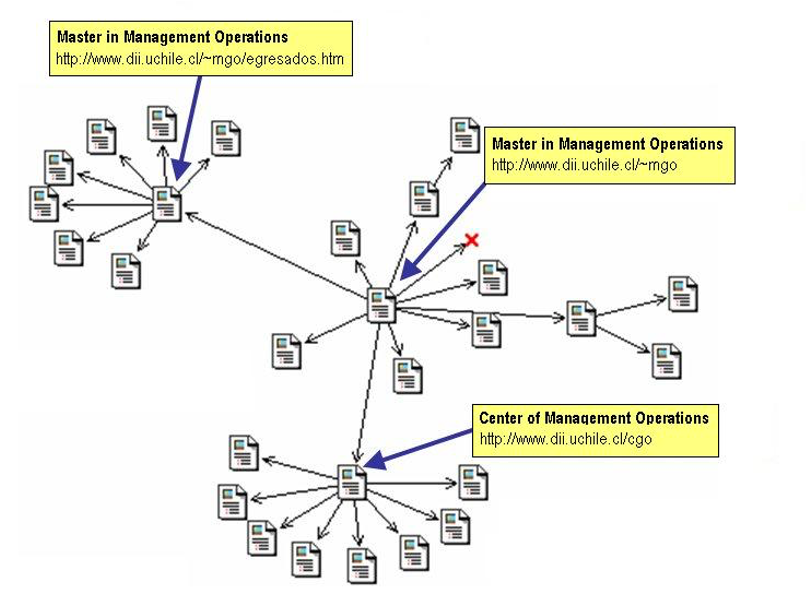 Master in Management Operations
http://www.dii.uchile.cl/~mgo/egresados.htm
Master in Management Operations
http://www.dii.uchile.cl/~mgo
Center of Management Operations
http://www.dii.uchile.cl/cgo